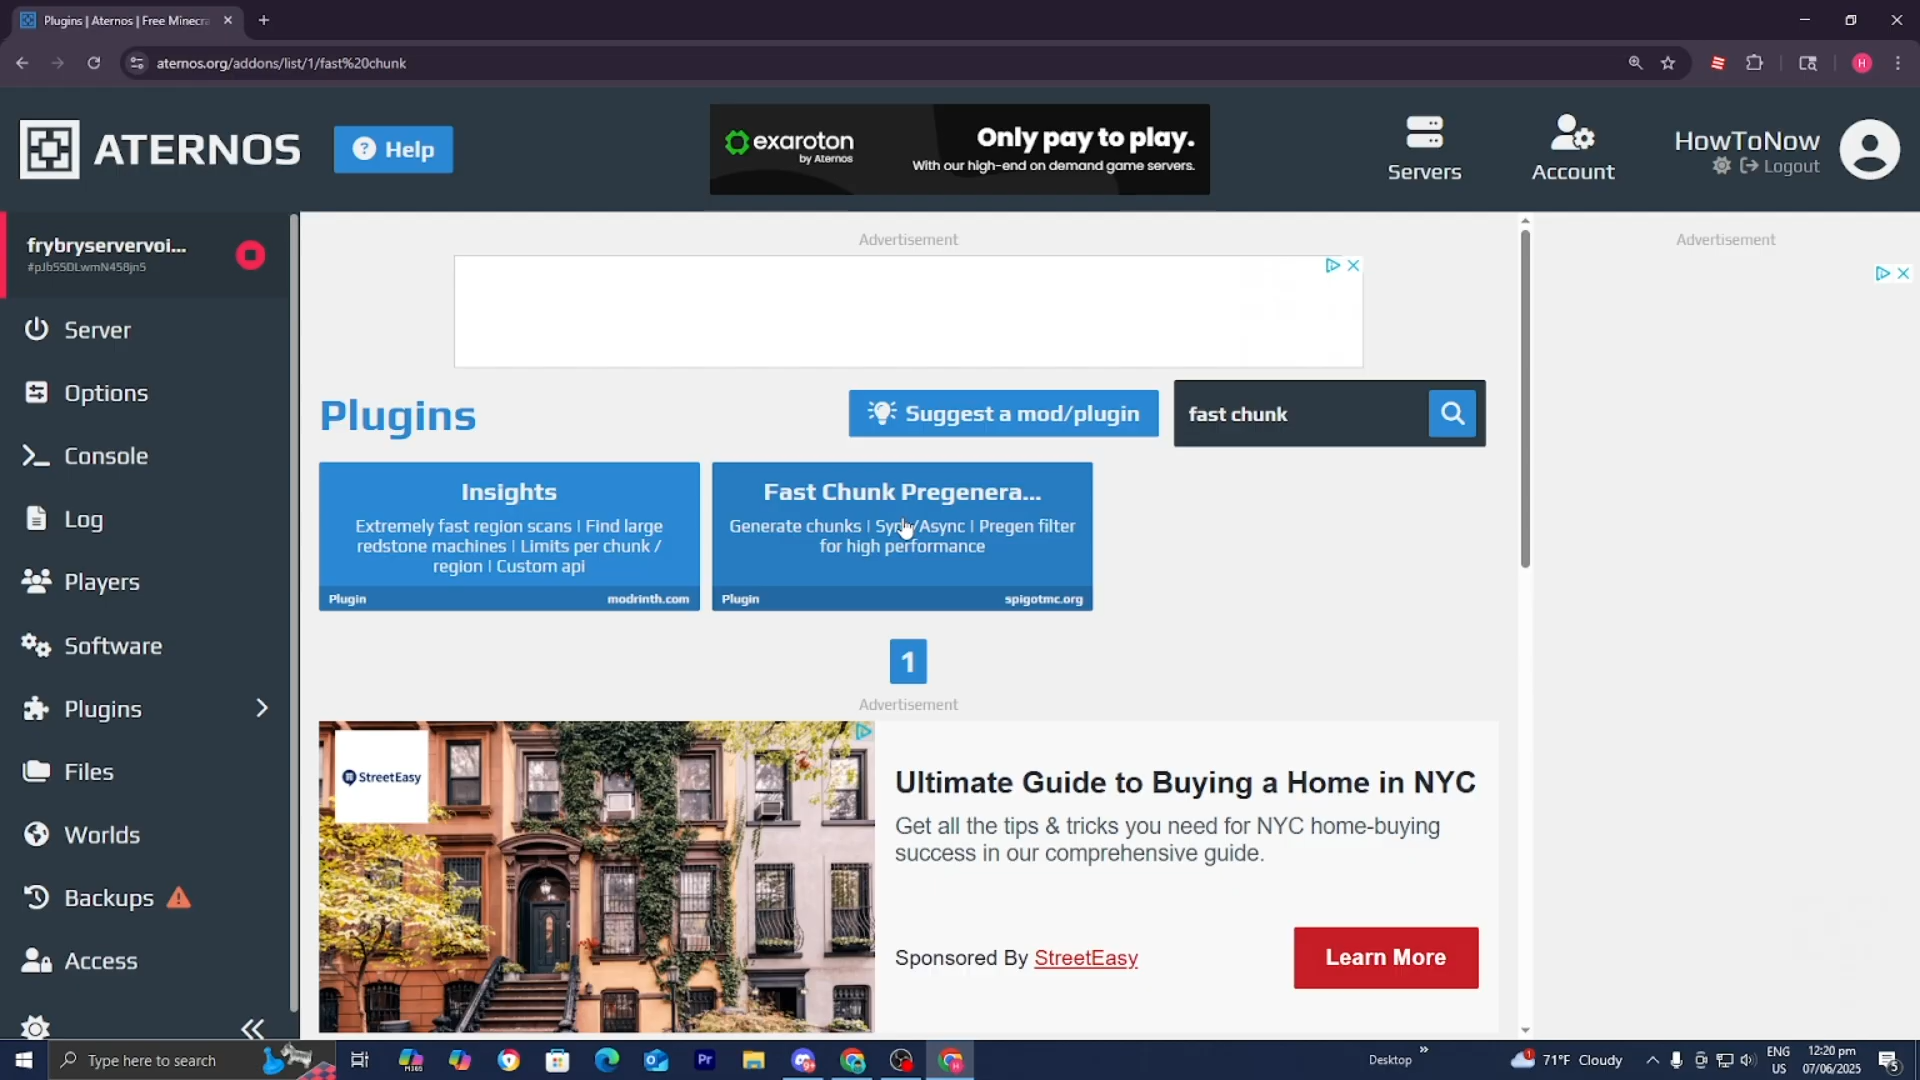 Plugins | Aternos | Free Minecra
aternos.org/addons/list/1/fast%20chunk
H
ATERNOS
Help
exaroton
by Aternos
Only pay to play.
With our high-end on demand game servers.
Servers
Account
HowToNow
Logout
frybryservervoi...
#pJb55DLwmN458jn5
Server
Options
Console
Log
Players
Software
Plugins
Files
Worlds
Backups
Access
Advertisement
Advertisement
Plugins
Suggest a mod/plugin
fast chunk
Insights
Extremely fast region scans | Find large
redstone machines | Limits per chunk /
region | Custom api
Plugin
modrinth.com
Fast Chunk Pregenera...
Generate chunks | Sync/Async | Pregen filter
for high performance
Plugin
spigotmc.org
1
Advertisement
StreetEasy
Ultimate Guide to Buying a Home in NYC
Get all the tips & tricks you need for NYC home-buying
success in our comprehensive guide.
Sponsored By StreetEasy
Learn More
Type here to search
M365
Pr
Desktop
71°F Cloudy
ENG
US
12:20 pm
07/06/2025
5